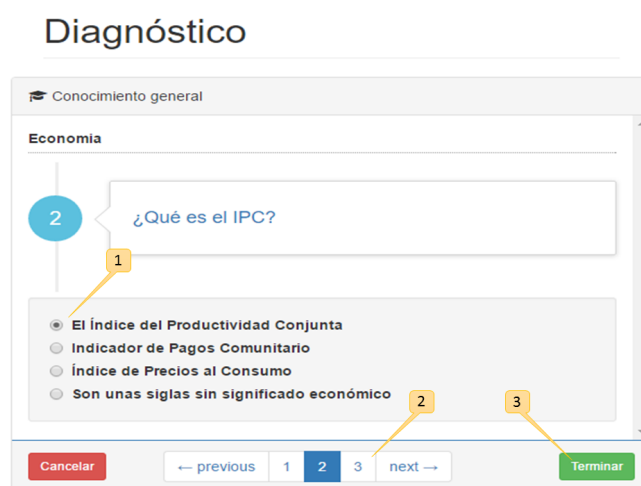 Diagnóstico
Conocimiento general
Economia
2
¿Qué es el IPC?
1
El Índice del Productividad Conjunta
Indicador de Pagos Comunitario
Índice de Precios al Consumo
Son unas siglas sin significado económico
2
3
Cancelar
← previous 1 2 3 next →
Terminar